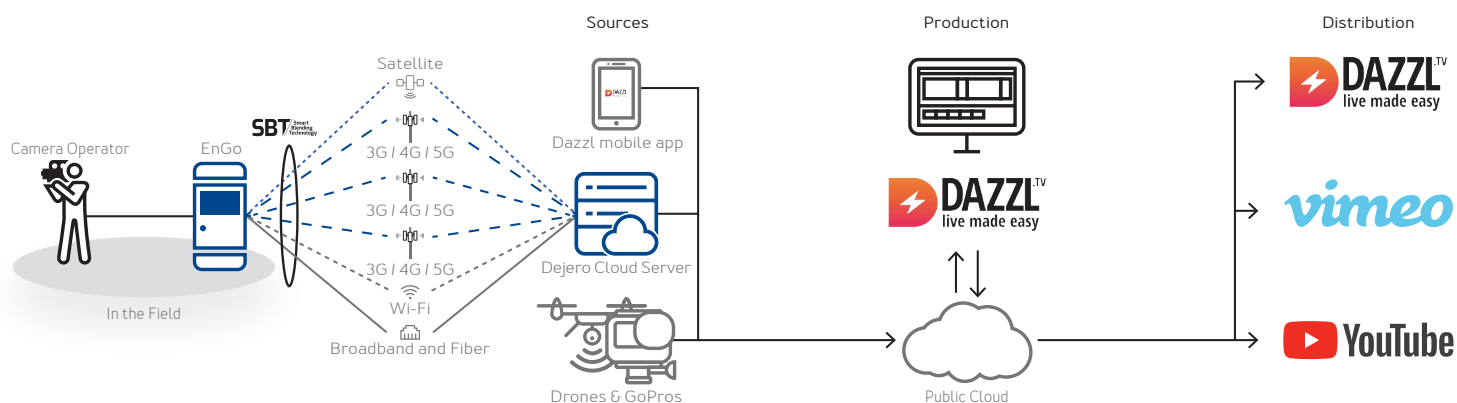 Sources
Production
Distribution
Camera Operator
EnGo
In the Field
SBT Smart
Blending
Technology
Satellite
3G / 4G / 5G
3G / 4G / 5G
3G / 4G / 5G
Wi-Fi
Broadband and Fiber
DAZZL
Dazzl mobile app
Dejero Cloud Server
Drones & GoPros
DAZZL.TV
live made easy
Public Cloud
DAZZL.TV
live made easy
vimeo
YouTube